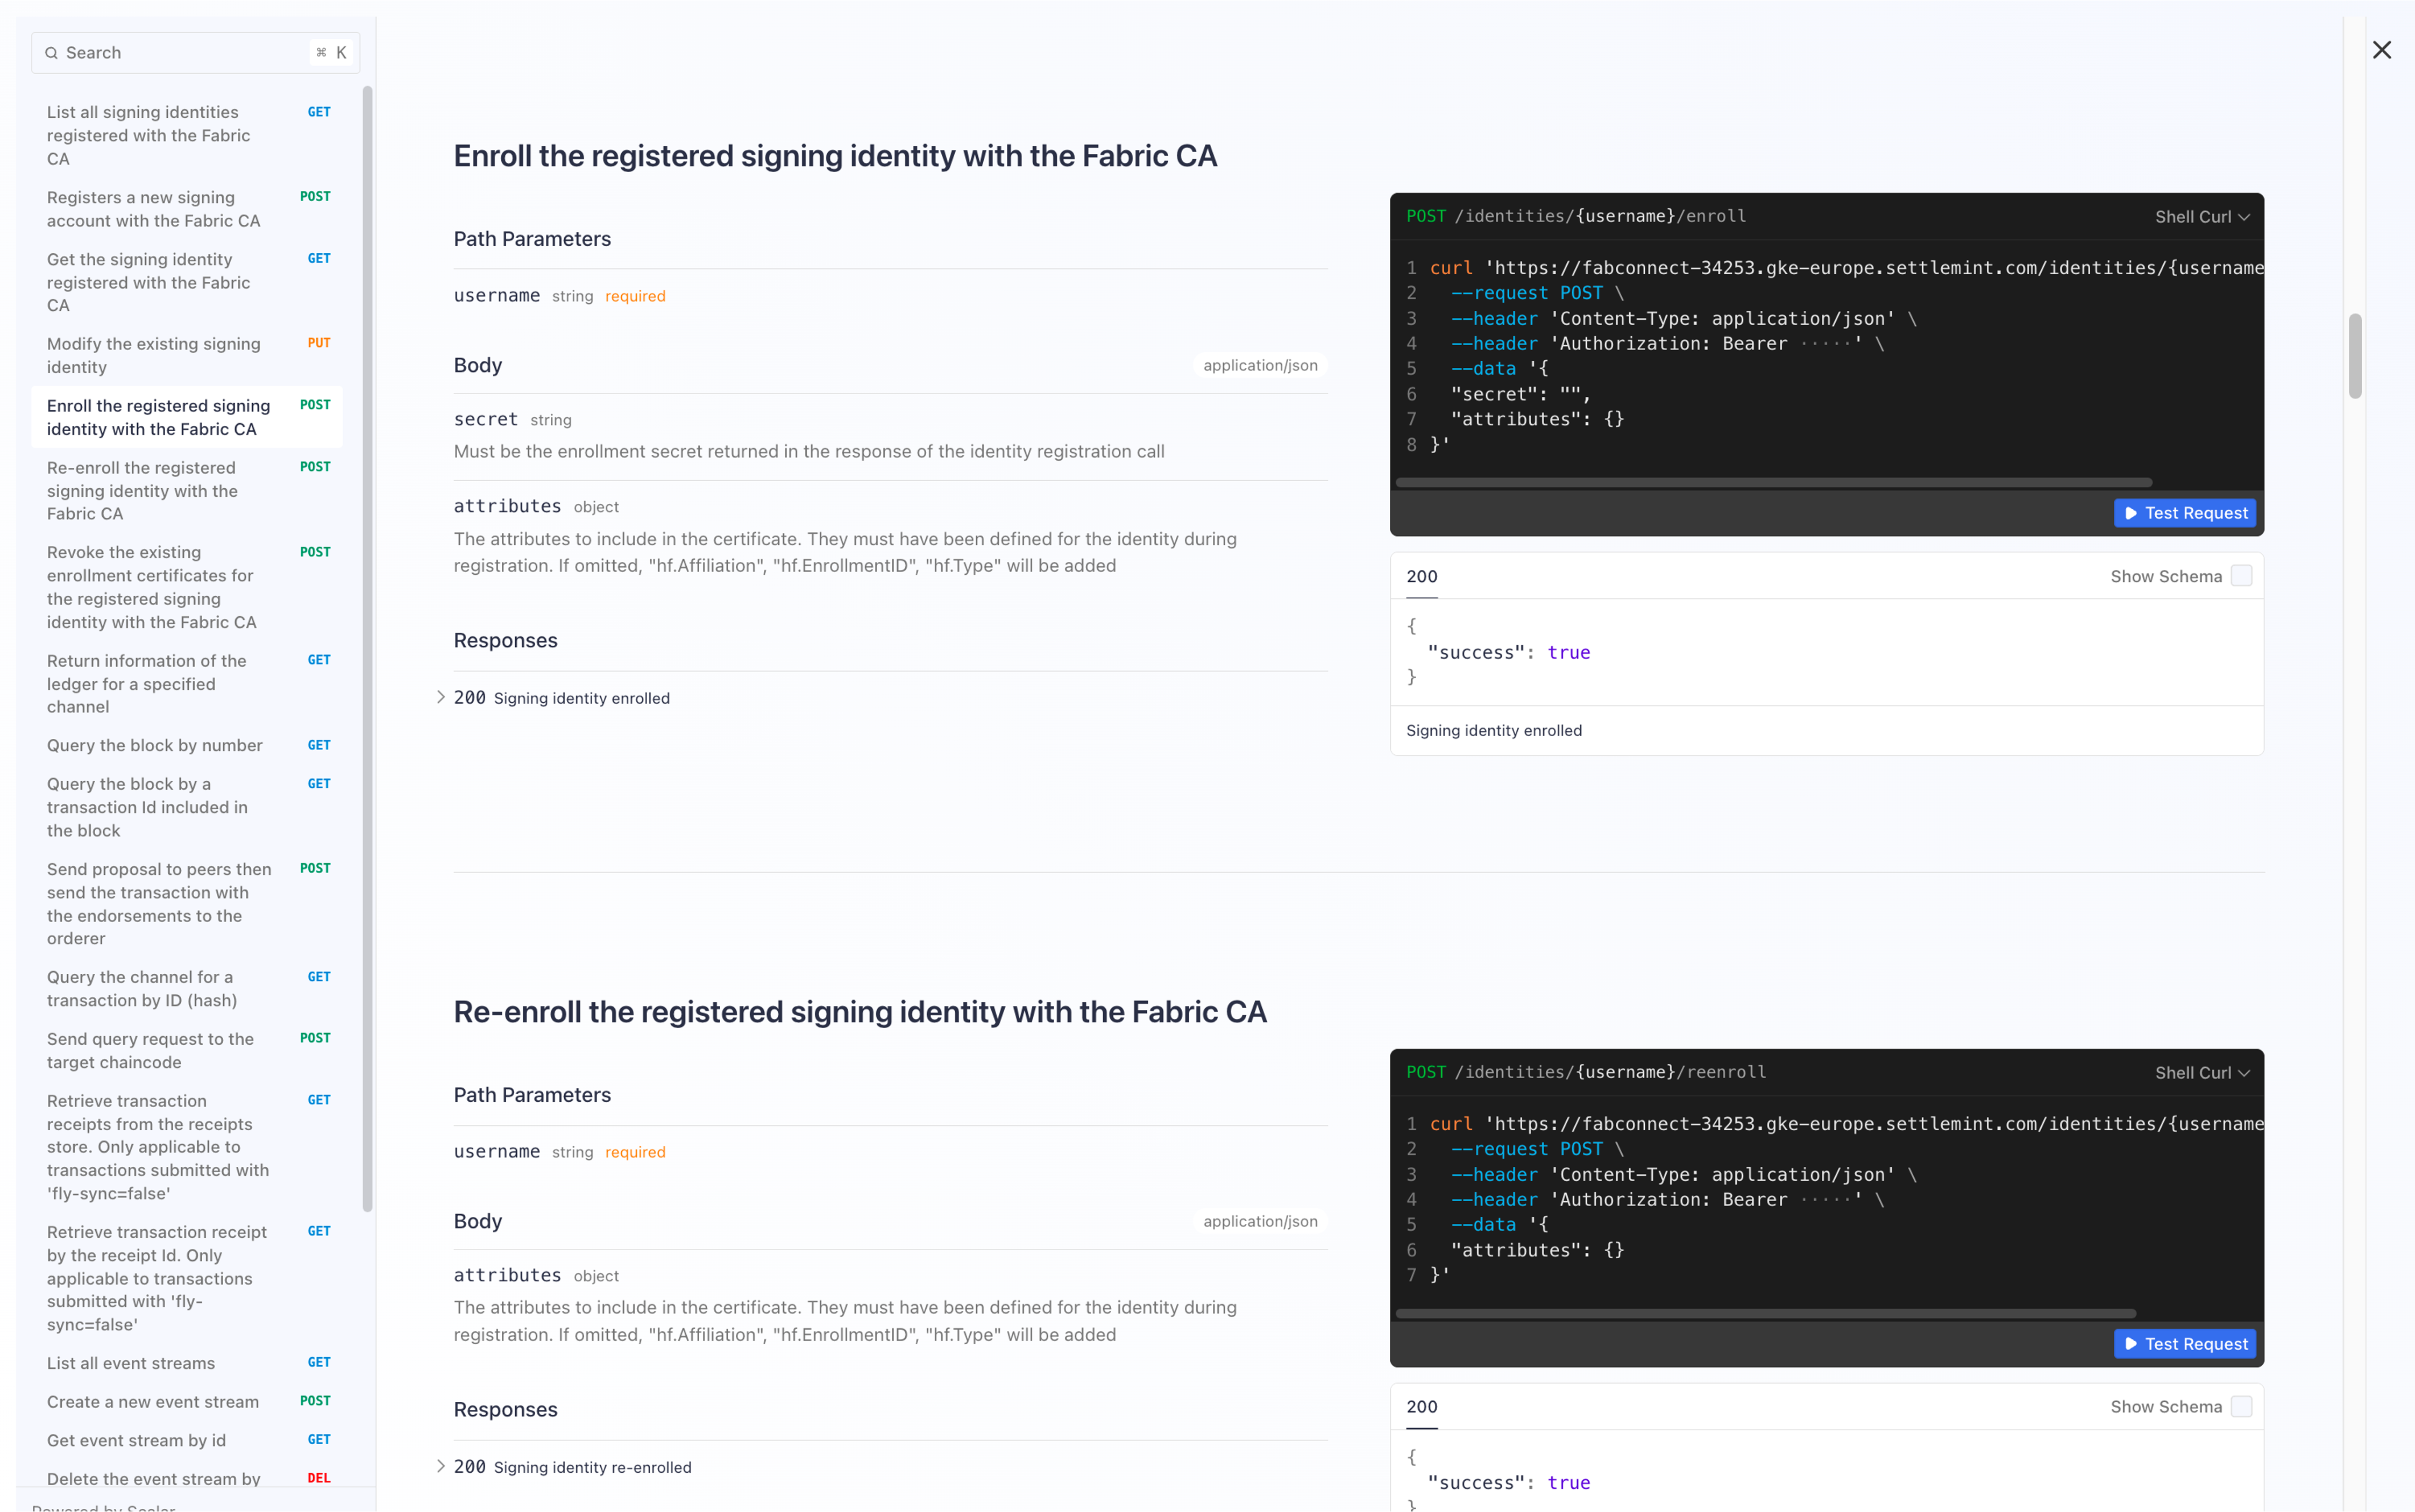 Search ⌘ K
List all signing identities GET
registered with the Fabric
CA
Registers a new signing POST
account with the Fabric CA
Get the signing identity GET
registered with the Fabric
CA
Modify the existing signing PUT
identity
Enroll the registered signing POST
identity with the Fabric CA
Re-enroll the registered POST
signing identity with the
Fabric CA
Revoke the existing POST
enrollment certificates for
the registered signing
identity with the Fabric CA
Return information of the GET
ledger for a specified
channel
Query the block by number GET
Query the block by a GET
transaction Id included in
the block
Send proposal to peers then POST
send the transaction with
the endorsements to the
orderer
Query the channel for a GET
transaction by ID (hash)
Send query request to the POST
target chaincode
Retrieve transaction GET
receipts from the receipts
store. Only applicable to
transactions submitted with
'fly-sync=false'
Retrieve transaction receipt GET
by the receipt Id. Only
applicable to transactions
submitted with 'fly-
sync=false'
List all event streams GET
Create a new event stream POST
Get event stream by id GET
Delete the event stream by DEL
Powered by Scalar
Enroll the registered signing identity with the Fabric CA
Path Parameters
username string required
Body application/json
secret string
Must be the enrollment secret returned in the response of the identity registration call
attributes object
The attributes to include in the certificate. They must have been defined for the identity during
registration. If omitted, "hf.Affiliation", "hf.EnrollmentID", "hf.Type" will be added
Responses
200 Signing identity enrolled
POST /identities/{username}/enroll Shell Curl
1 curl 'https://fabconnect-34253.gke-europe.settlemint.com/identities/{username
2 --request POST \
3 --header 'Content-Type: application/json' \
4 --header 'Authorization: Bearer ·····' \
5 --data '{
6 "secret": "",
7 "attributes": {}
8 }'
Test Request
200 Show Schema
{
"success": true
}
Signing identity enrolled
Re-enroll the registered signing identity with the Fabric CA
Path Parameters
username string required
Body application/json
attributes object
The attributes to include in the certificate. They must have been defined for the identity during
registration. If omitted, "hf.Affiliation", "hf.EnrollmentID", "hf.Type" will be added
Responses
200 Signing identity re-enrolled
POST /identities/{username}/reenroll Shell Curl
1 curl 'https://fabconnect-34253.gke-europe.settlemint.com/identities/{username
2 --request POST \
3 --header 'Content-Type: application/json' \
4 --header 'Authorization: Bearer ·····' \
5 --data '{
6 "attributes": {}
7 }'
Test Request
200 Show Schema
{
"success": true
}